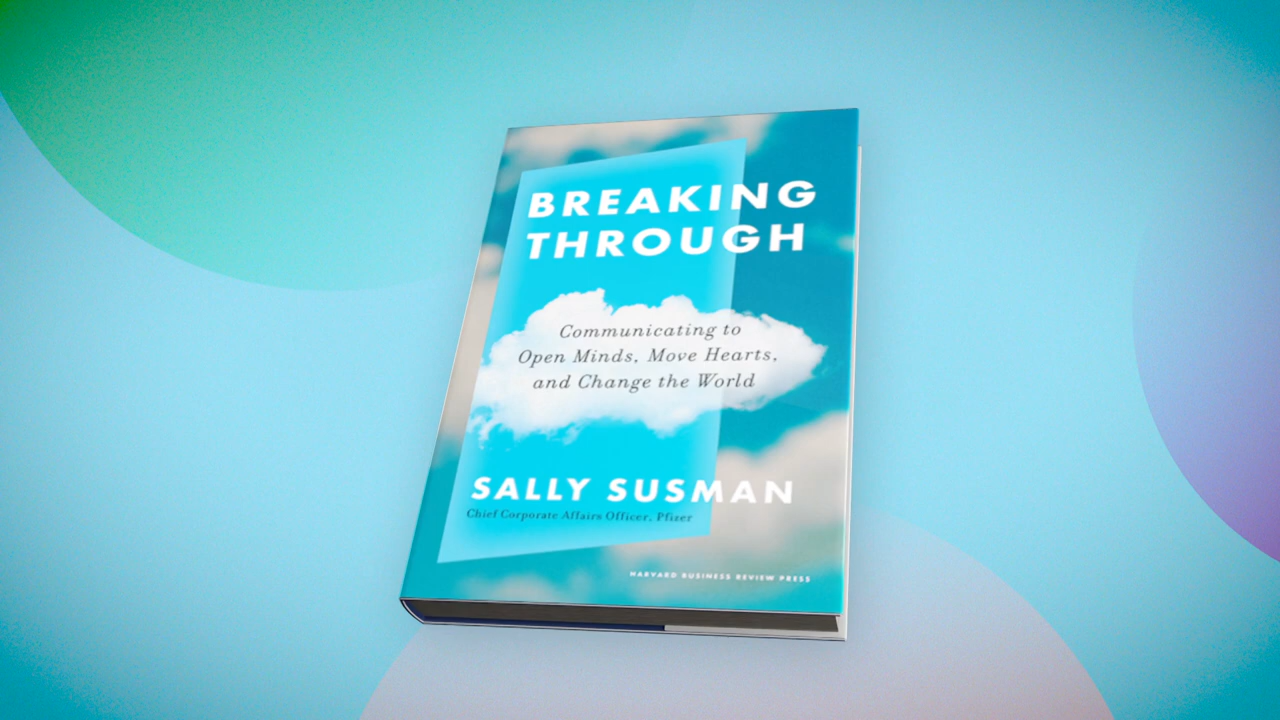 BREAKING
THROUGH
Communicating to
Open Minds, Move Hearts,
and Change the World
SALLY SUSMAN
Chief Corporate Affairs Officer, Pfizer
HARVARD BUSINESS REVIEW PRESS